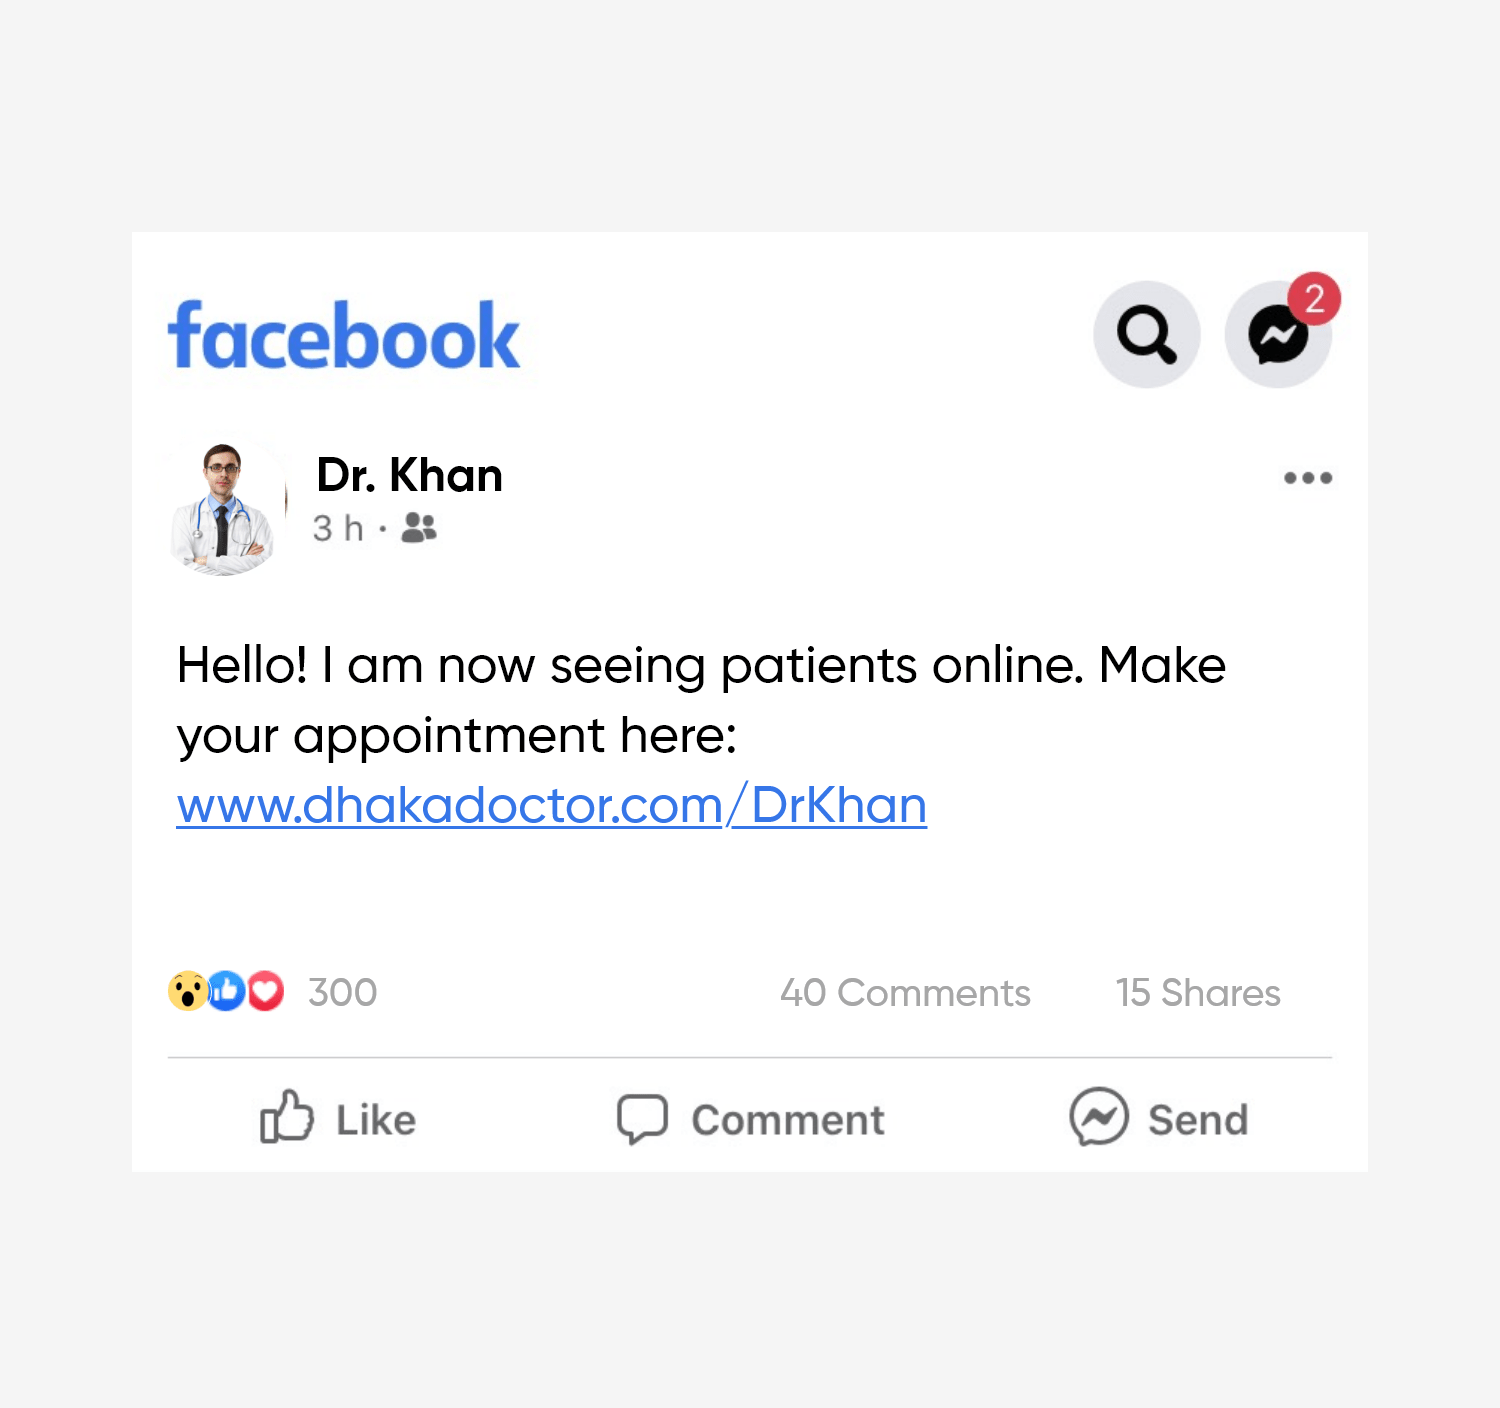 facebook
2
Dr. Khan
3 h ·
Hello! I am now seeing patients online. Make
your appointment here:
www.dhakadoctor.com/DrKhan
300 40 Comments 15 Shares
Like Comment Send